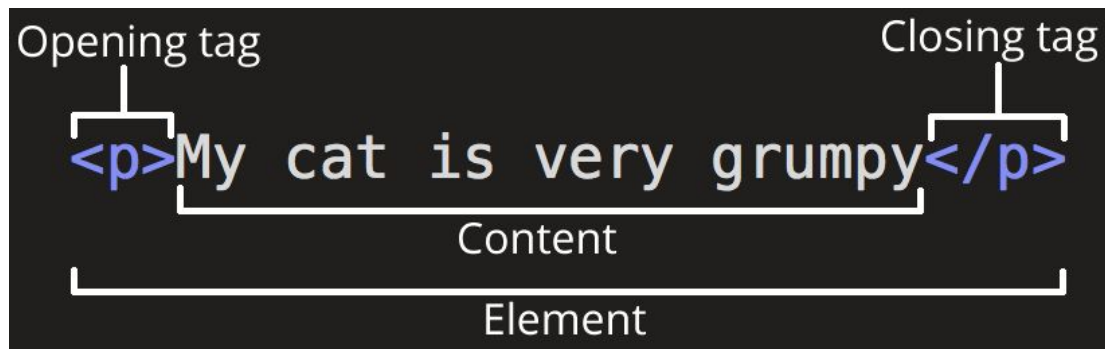 Opening tag
Closing tag
<p>My cat is very grumpy</p>
Content
Element